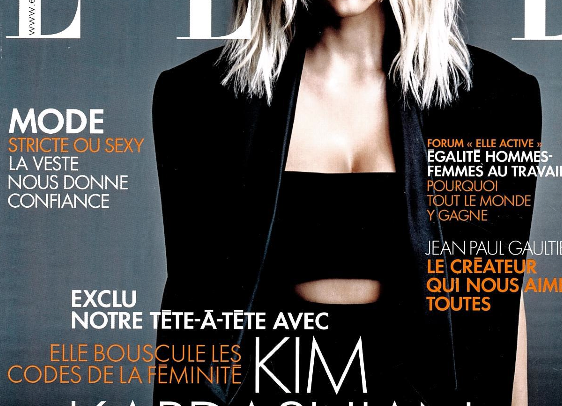 MODE
STRICTE OU SEXY
LA VESTE
NOUS DONNE
CONFIANCE
FORUM « ELLE ACTIVE »
ÉGALITÉ HOMMES-
FEMMES AU TRAVAIL
POURQUOI
TOUT LE MONDE
Y GAGNE
JEAN PAUL GAULTIE
LE CRÉATEUR
QUI NOUS AIME
TOUTES
EXCLU
NOTRE TÊTE-À-TÊTE AVEC
ELLE BOUSCULE LES
CODES DE LA FÉMINITÉ
KIM
KARDASHIAN